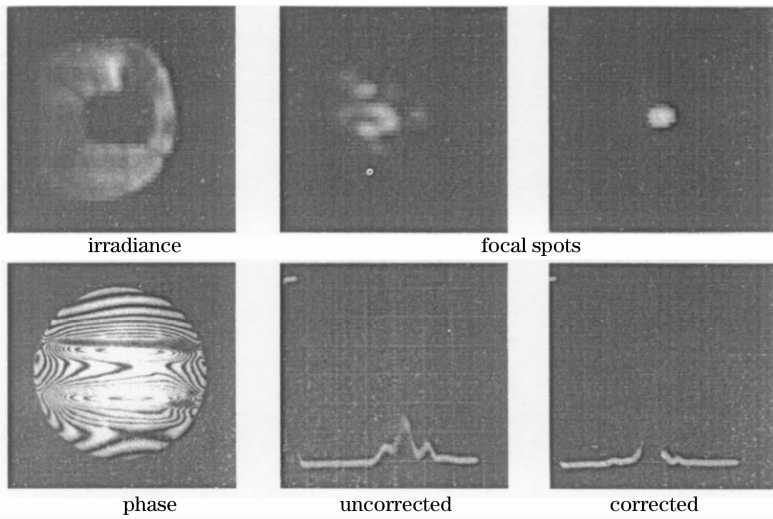 irradiance
focal spots
phase
uncorrected
corrected